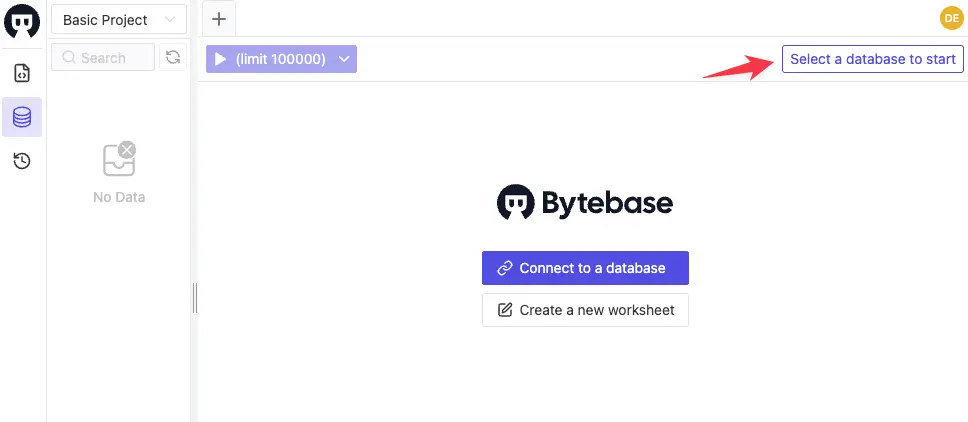 Basic Project
DE
Search
(limit 100000)
Select a database to start
No Data
Bytebase
Connect to a database
Create a new worksheet